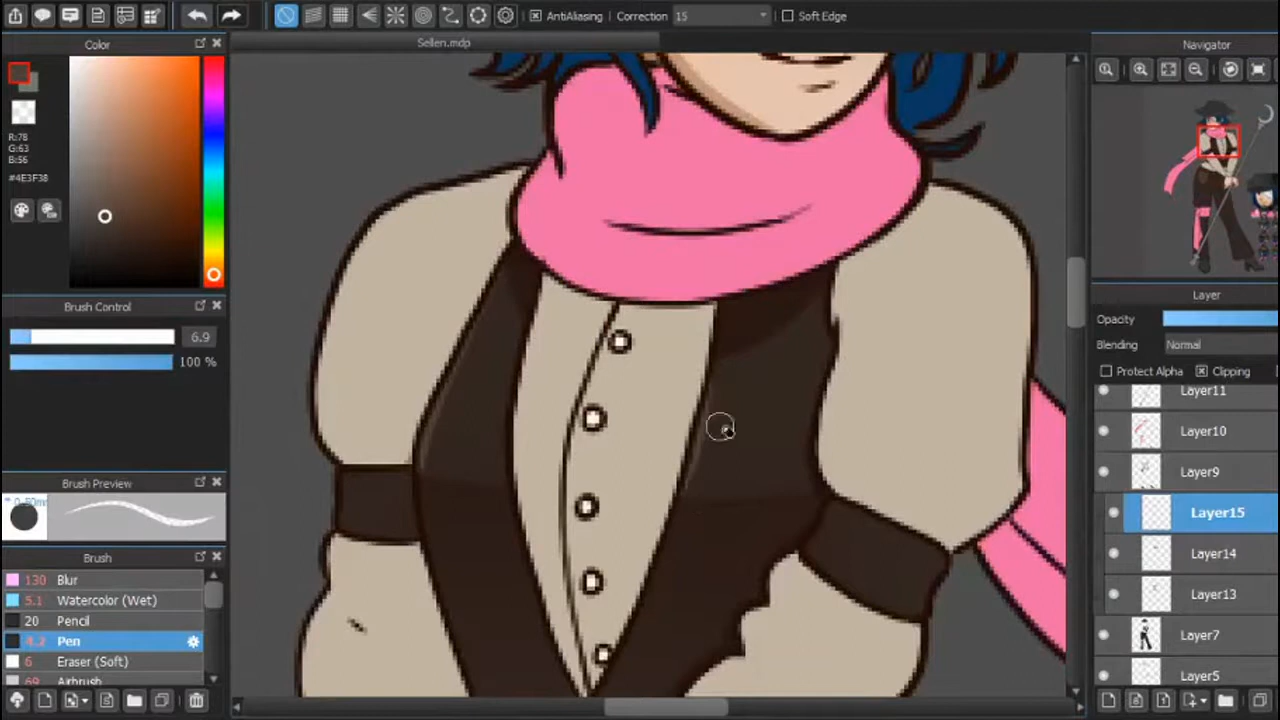 AntiAliasing Correction 15 Soft Edge
Color
Sellen.mdp
Navigator
R:78
G:63
B:56
#4E3F38
Brush Control
6.9
100 %
Layer
Opacity
Blending Normal
Protect Alpha Clipping
Layer11
Layer10
Layer9
Layer15
Layer14
Layer13
Layer7
Layer5
Brush Preview
Brush
130 Blur
5.1 Watercolor (Wet)
20 Pencil
Pen
6 Eraser (Soft)
69 Airbrush